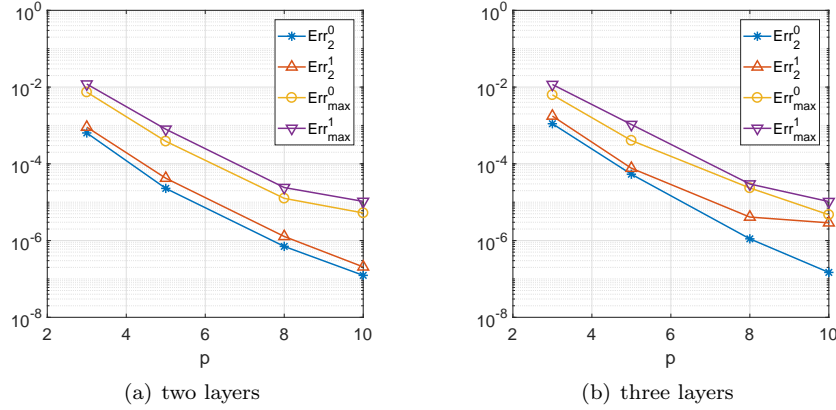 10^0
10^-2
10^-4
10^-6
10^-8
2
4
6
8
10
p
Err_2^0
Err_2^1
Err_max^0
Err_max^1
(a) two layers
10^0
10^-2
10^-4
10^-6
10^-8
2
4
6
8
10
p
Err_2^0
Err_2^1
Err_max^0
Err_max^1
(b) three layers